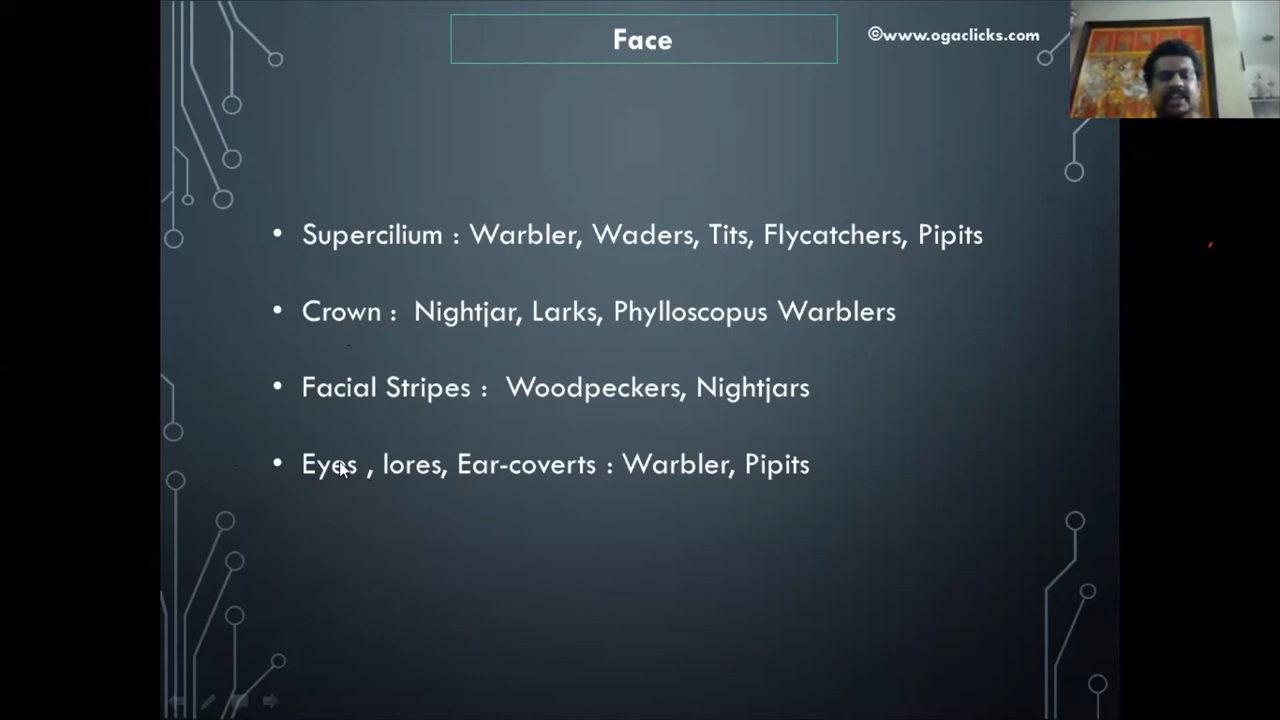 Face
©www.ogaclicks.com
• Supercilium : Warbler, Waders, Tits, Flycatchers, Pipits
• Crown : Nightjar, Larks, Phylloscopus Warblers
• Facial Stripes : Woodpeckers, Nightjars
• Eyes , lores, Ear-coverts : Warbler, Pipits